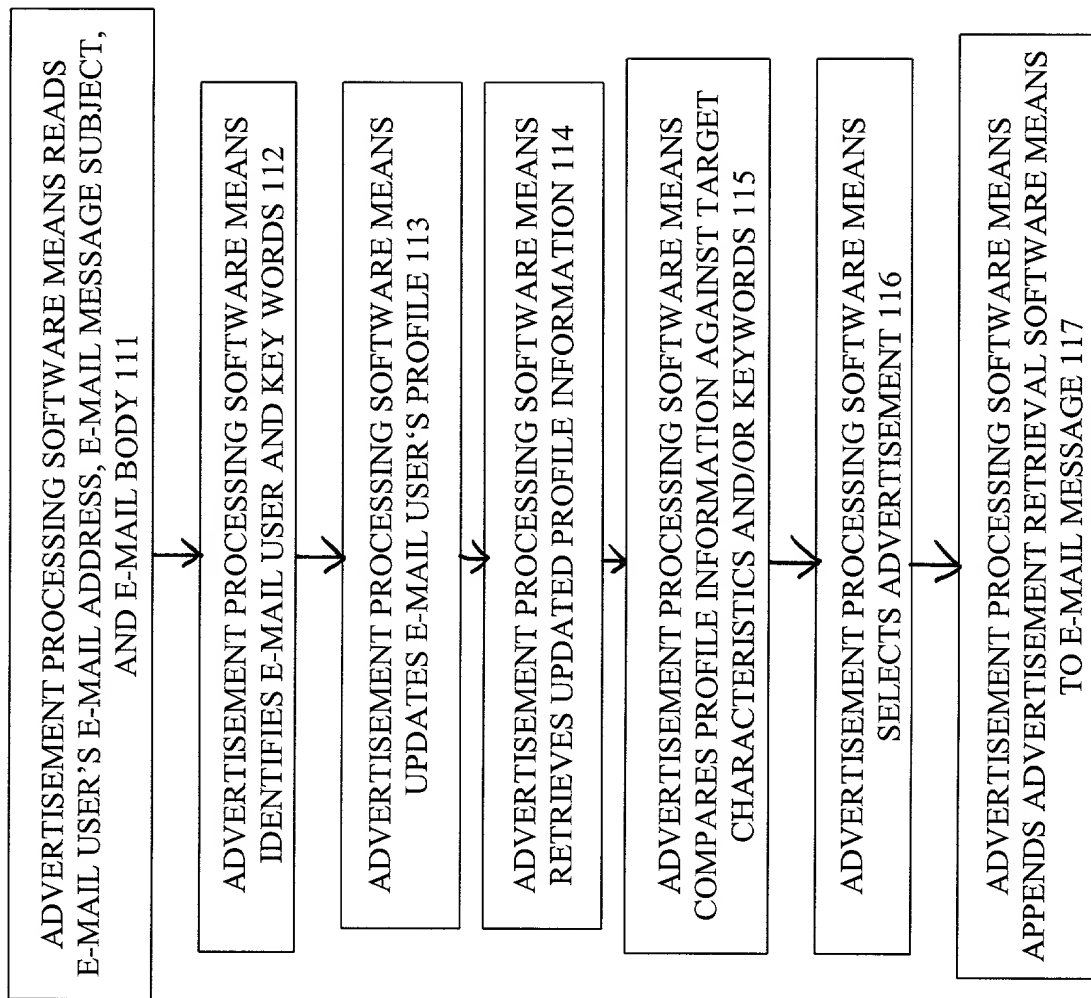 ADVERTISEMENT PROCESSING SOFTWARE MEANS READS
E-MAIL USER'S E-MAIL ADDRESS, E-MAIL MESSAGE SUBJECT,
AND E-MAIL BODY 111
ADVERTISEMENT PROCESSING SOFTWARE MEANS
IDENTIFIES E-MAIL USER AND KEY WORDS 112
ADVERTISEMENT PROCESSING SOFTWARE MEANS
UPDATES E-MAIL USER'S PROFILE 113
ADVERTISEMENT PROCESSING SOFTWARE MEANS
RETRIEVES UPDATED PROFILE INFORMATION 114
ADVERTISEMENT PROCESSING SOFTWARE MEANS
COMPARES PROFILE INFORMATION AGAINST TARGET
CHARACTERISTICS AND/OR KEYWORDS 115
ADVERTISEMENT PROCESSING SOFTWARE MEANS
SELECTS ADVERTISEMENT 116
ADVERTISEMENT PROCESSING SOFTWARE MEANS
APPENDS ADVERTISEMENT RETRIEVAL SOFTWARE MEANS
TO E-MAIL MESSAGE 117